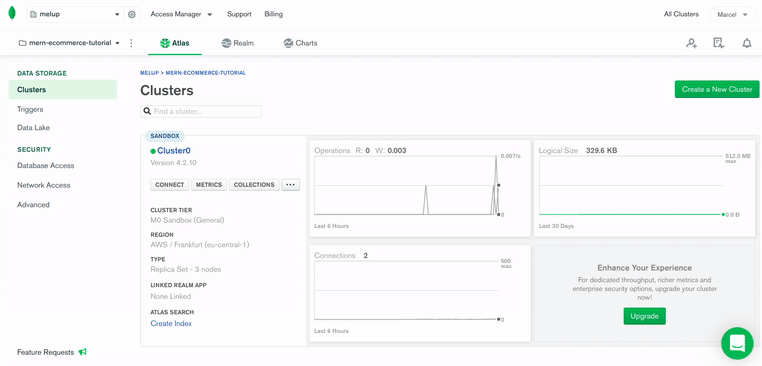 melup
Access Manager
Support
Billing
All Clusters
Marcel
mern-ecommerce-tutorial
Atlas
Realm
Charts
DATA STORAGE
Clusters
Triggers
Data Lake
SECURITY
Database Access
Network Access
Advanced
Feature Requests
MELUP > MERN-ECOMMERCE-TUTORIAL
Clusters
Create a New Cluster
Find a cluster...
SANDBOX
Cluster0
Version 4.2.10
CONNECT
METRICS
COLLECTIONS
...
CLUSTER TIER
M0 Sandbox (General)
REGION
AWS / Frankfurt (eu-central-1)
TYPE
Replica Set - 3 nodes
LINKED REALM APP
None Linked
ATLAS SEARCH
Create Index
Operations R: 0 W: 0.003
0.007/s
0
Last 6 Hours
Logical Size 329.6 KB
512.0 MB
max
0.0 B
Last 30 Days
Connections 2
500
max
0
Last 6 Hours
Enhance Your Experience
For dedicated throughput, richer metrics and
enterprise security options, upgrade your cluster
now!
Upgrade